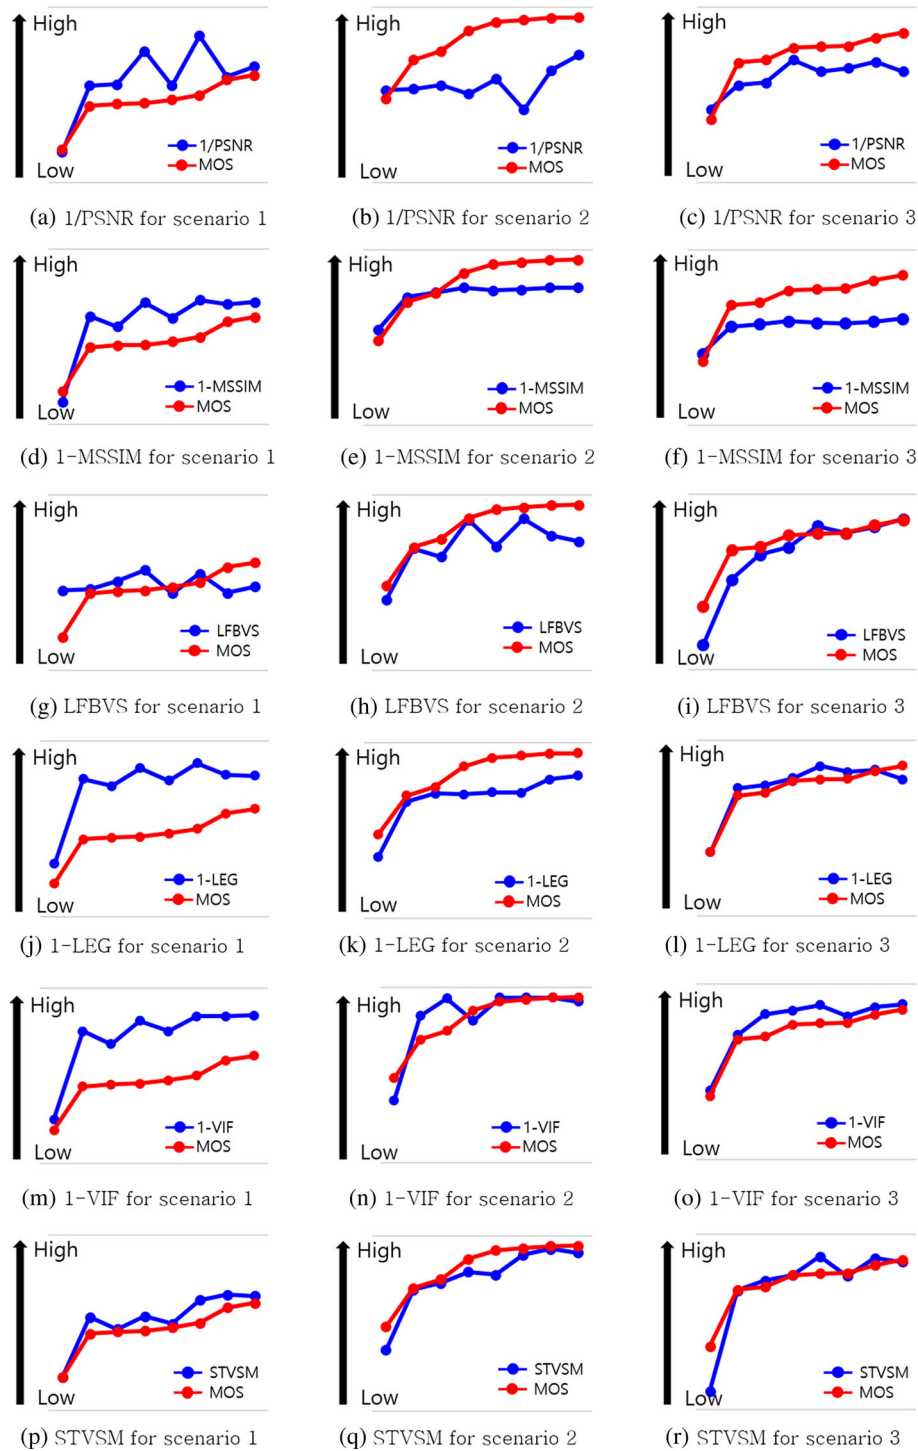 High
1/PSNR
MOS
Low
(a) 1/PSNR for scenario 1
High
1/PSNR
MOS
Low
(b) 1/PSNR for scenario 2
High
1/PSNR
MOS
Low
(c) 1/PSNR for scenario 3
High
1-MSSIM
MOS
Low
(d) 1-MSSIM for scenario 1
High
1-MSSIM
MOS
Low
(e) 1-MSSIM for scenario 2
High
1-MSSIM
MOS
Low
(f) 1-MSSIM for scenario 3
High
LFBVS
MOS
Low
(g) LFBVS for scenario 1
High
LFBVS
MOS
Low
(h) LFBVS for scenario 2
High
LFBVS
MOS
Low
(i) LFBVS for scenario 3
High
1-LEG
MOS
Low
(j) 1-LEG for scenario 1
High
1-LEG
MOS
Low
(k) 1-LEG for scenario 2
High
1-LEG
MOS
Low
(l) 1-LEG for scenario 3
High
1-VIF
MOS
Low
(m) 1-VIF for scenario 1
High
1-VIF
MOS
Low
(n) 1-VIF for scenario 2
High
1-VIF
MOS
Low
(o) 1-VIF for scenario 3
High
STVSM
MOS
Low
(p) STVSM for scenario 1
High
STVSM
MOS
Low
(q) STVSM for scenario 2
High
STVSM
MOS
Low
(r) STVSM for scenario 3